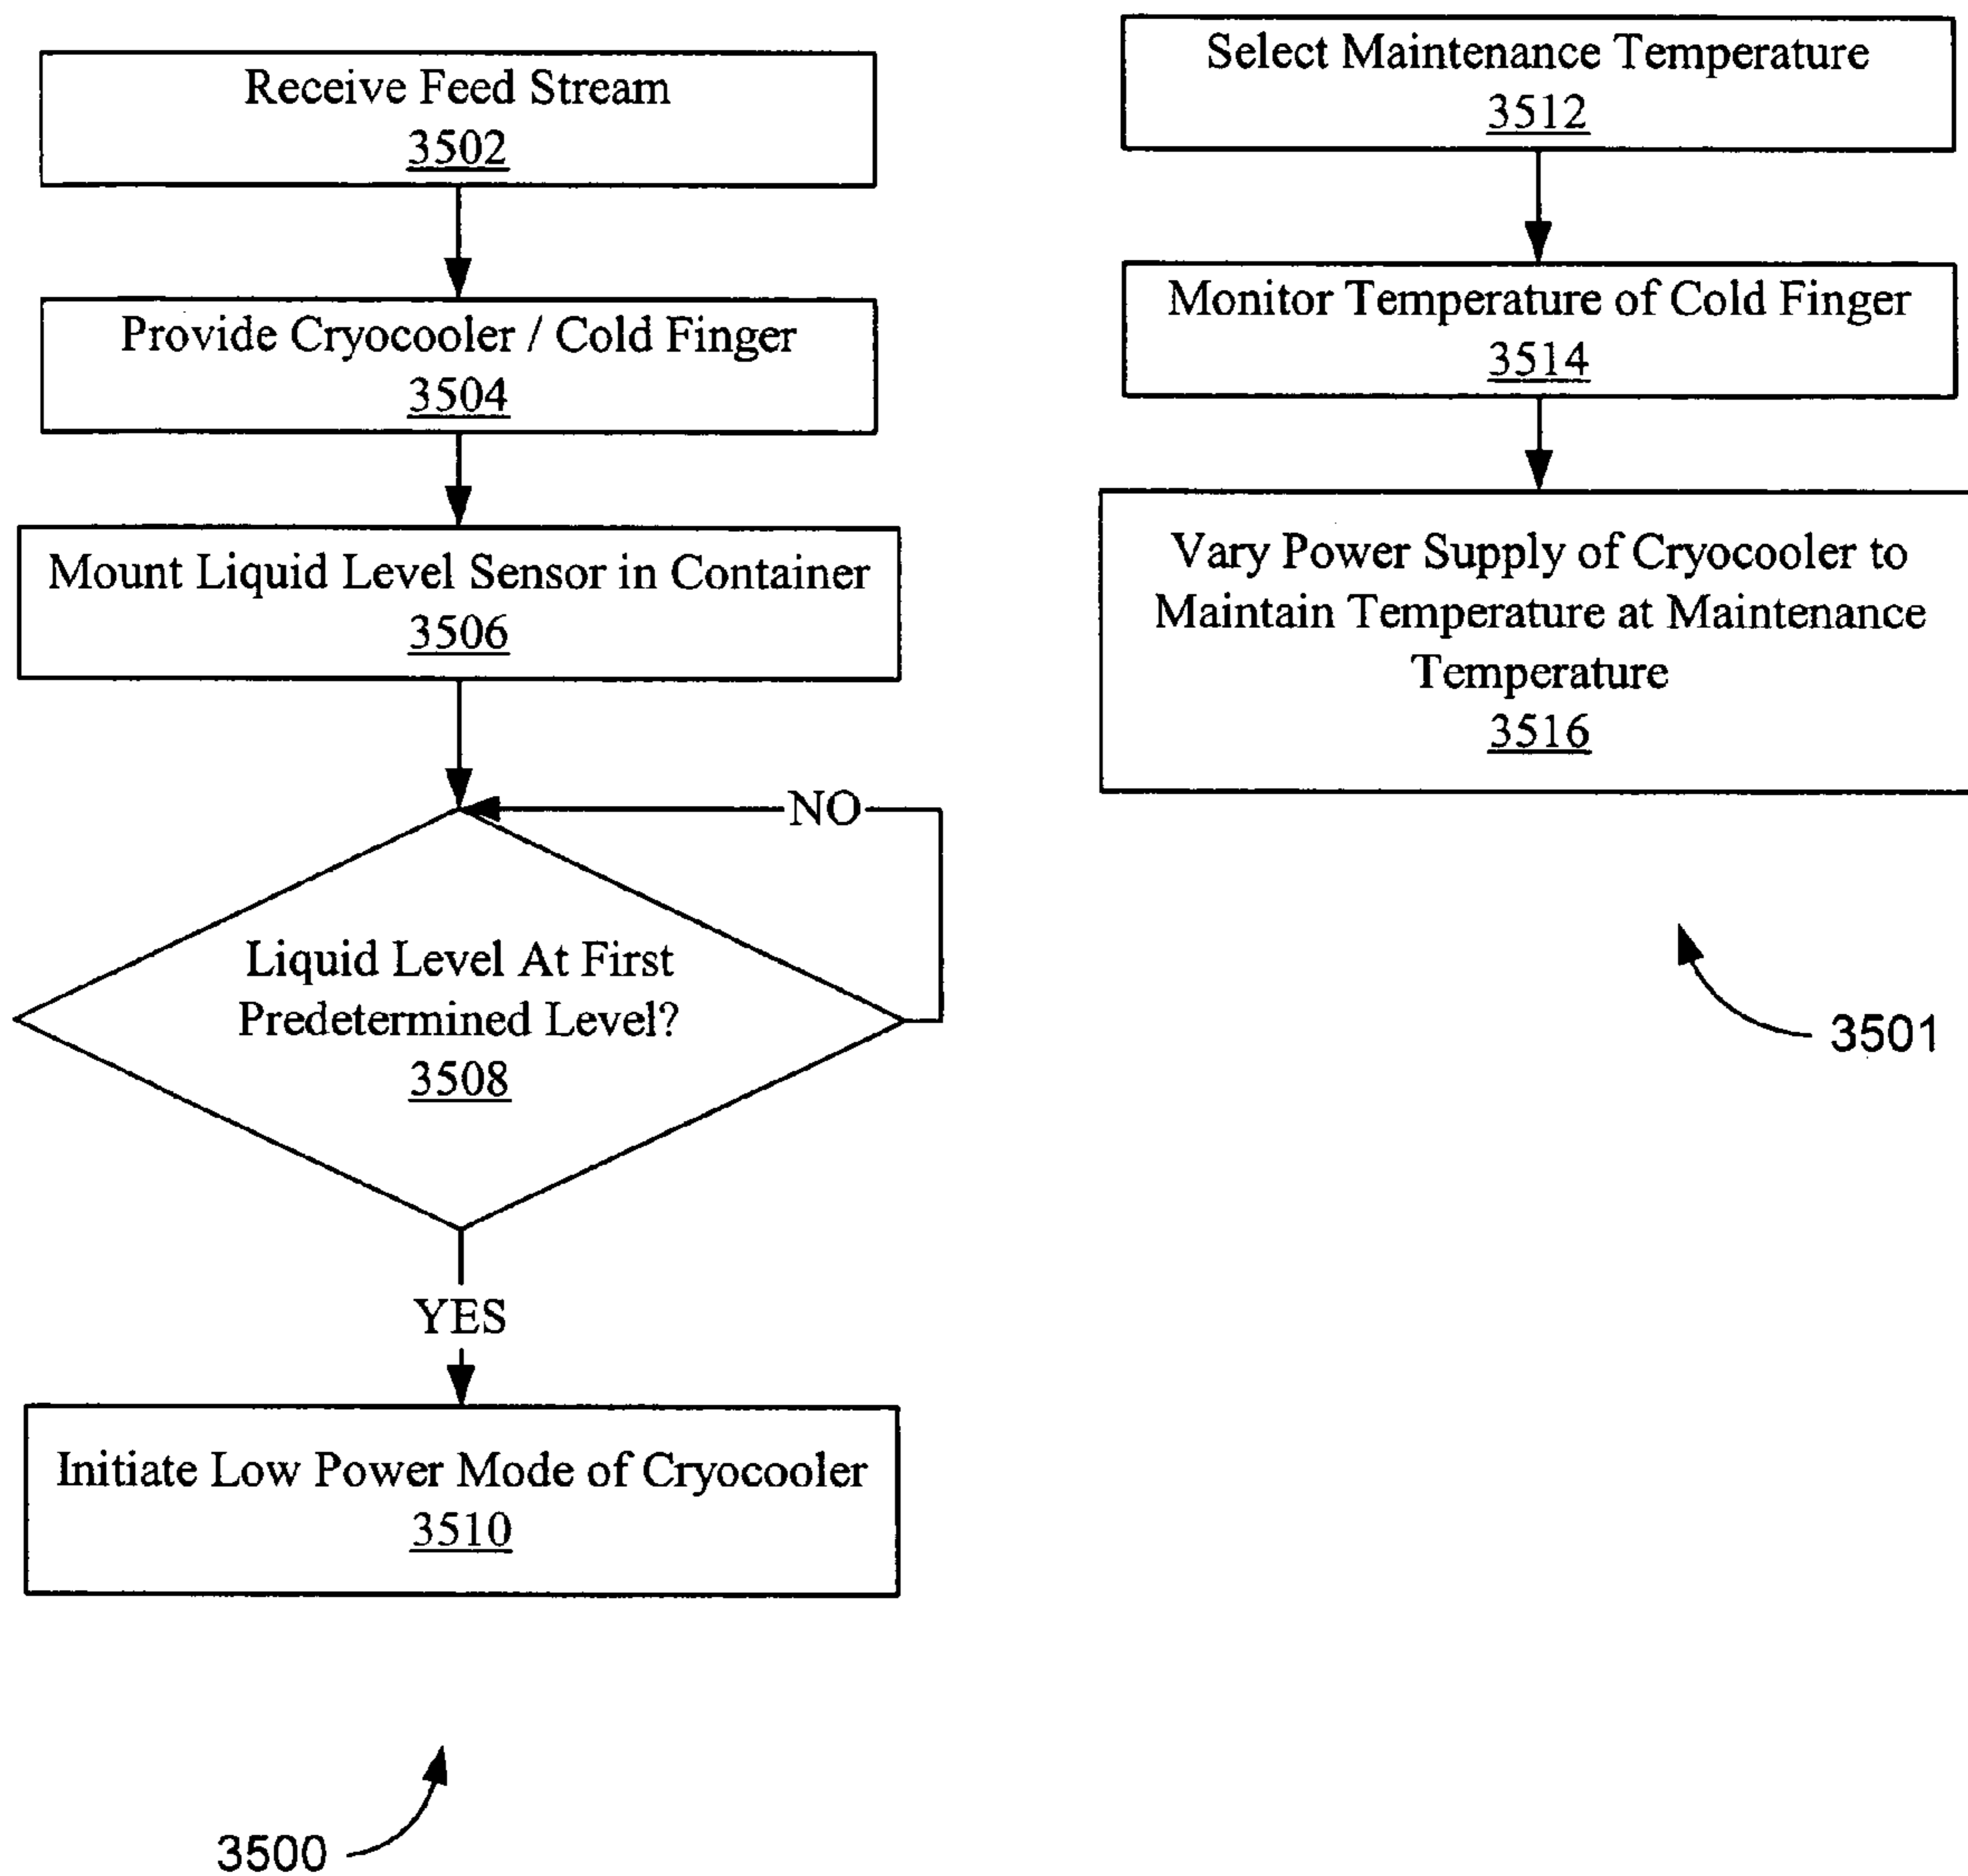 Receive Feed Stream
3502
Provide Cryocooler / Cold Finger
3504
Mount Liquid Level Sensor in Container
3506
NO
Liquid Level At First
Predetermined Level?
3508
YES
Initiate Low Power Mode of Cryocooler
3510
3500
Select Maintenance Temperature
3512
Monitor Temperature of Cold Finger
3514
Vary Power Supply of Cryocooler to
Maintain Temperature at Maintenance
Temperature
3516
3501